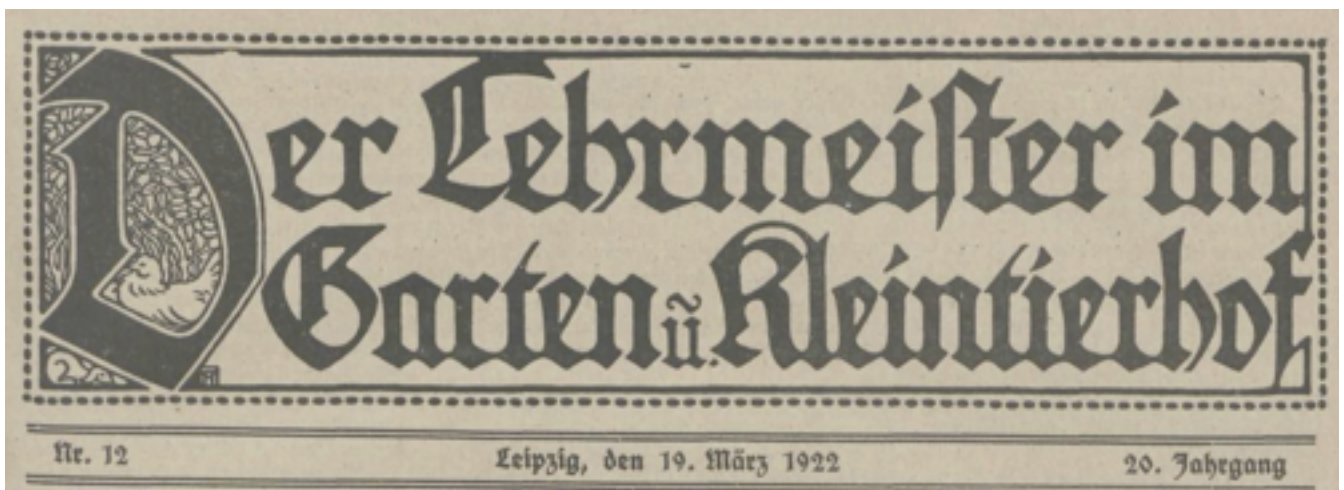 Der Lehrmeister im
Garten u. Kleintierhof
Nr. 12 Leipzig, den 19. März 1922 20. Jahrgang